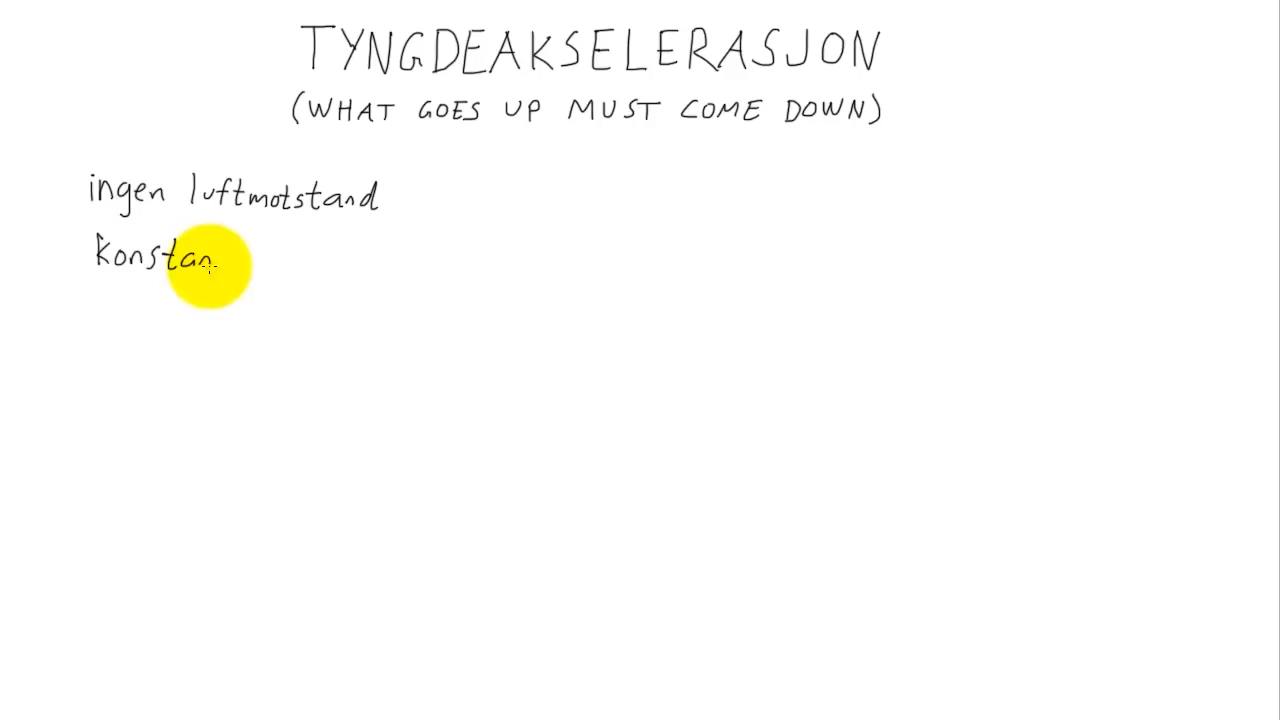 TYNGDEAKSELERASJON
(WHAT GOES UP MUST COME DOWN)
ingen luftmotstand
konstan